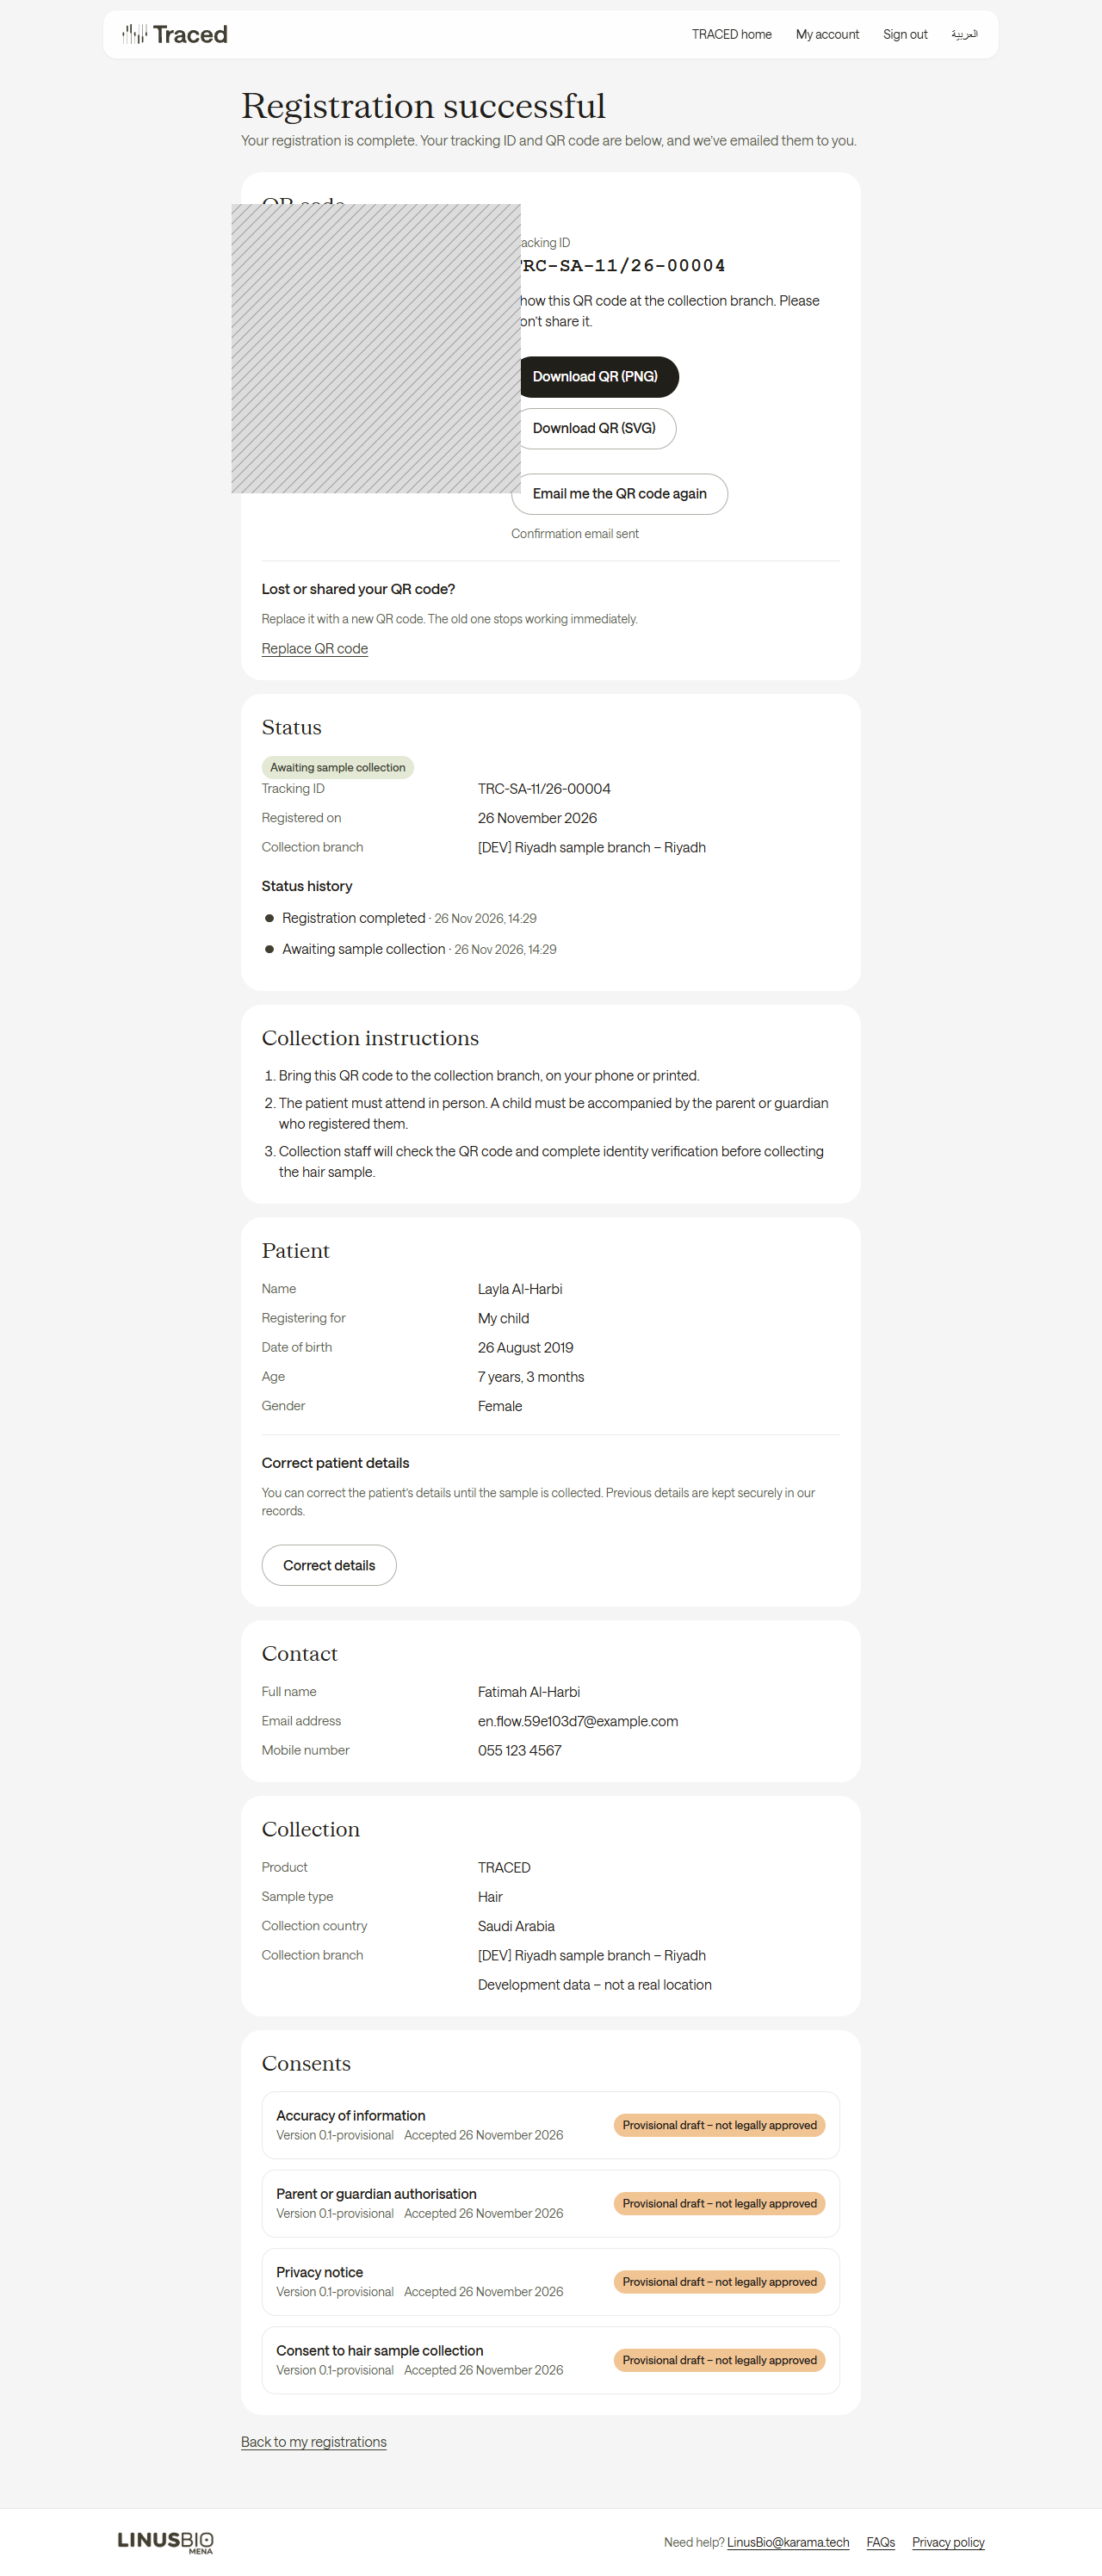 Traced
TRACED home
My account
Sign out
العربية
Registration successful
Your registration is complete. Your tracking ID and QR code are below, and we've emailed them to you.
TRC-SA-11/26-00004
this QR code at the collection branch. Please
share it.
Download QR (PNG)
Download QR (SVG)
Email me the QR code again
Confirmation email sent
Lost or shared your QR code?
Replace it with a new QR code. The old one stops working immediately.
Replace QR code
Status
Awaiting sample collection
Tracking ID TRC-SA-11/26-00004
Registered on 26 November 2026
Collection branch [DEV] Riyadh sample branch – Riyadh
Status history
Registration completed · 26 Nov 2026, 14:29
Awaiting sample collection · 26 Nov 2026, 14:29
Collection instructions
1. Bring this QR code to the collection branch, on your phone or printed.
2. The patient must attend in person. A child must be accompanied by the parent or guardian
who registered them.
3. Collection staff will check the QR code and complete identity verification before collecting
the hair sample.
Patient
Name Layla Al-Harbi
Registering for My child
Date of birth 26 August 2019
Age 7 years, 3 months
Gender Female
Correct patient details
You can correct the patient's details until the sample is collected. Previous details are kept securely in our
records.
Correct details
Contact
Full name Fatimah Al-Harbi
Email address en.flow.59e103d7@example.com
Mobile number 055 123 4567
Collection
Product TRACED
Sample type Hair
Collection country Saudi Arabia
Collection branch [DEV] Riyadh sample branch – Riyadh
Development data – not a real location
Consents
Accuracy of information
Version 0.1-provisional Accepted 26 November 2026
Provisional draft – not legally approved
Parent or guardian authorisation
Version 0.1-provisional Accepted 26 November 2026
Provisional draft – not legally approved
Privacy notice
Version 0.1-provisional Accepted 26 November 2026
Provisional draft – not legally approved
Consent to hair sample collection
Version 0.1-provisional Accepted 26 November 2026
Provisional draft – not legally approved
Back to my registrations
LINUSBIO
MENA
Need help? LinusBio@karama.tech
FAQs
Privacy policy